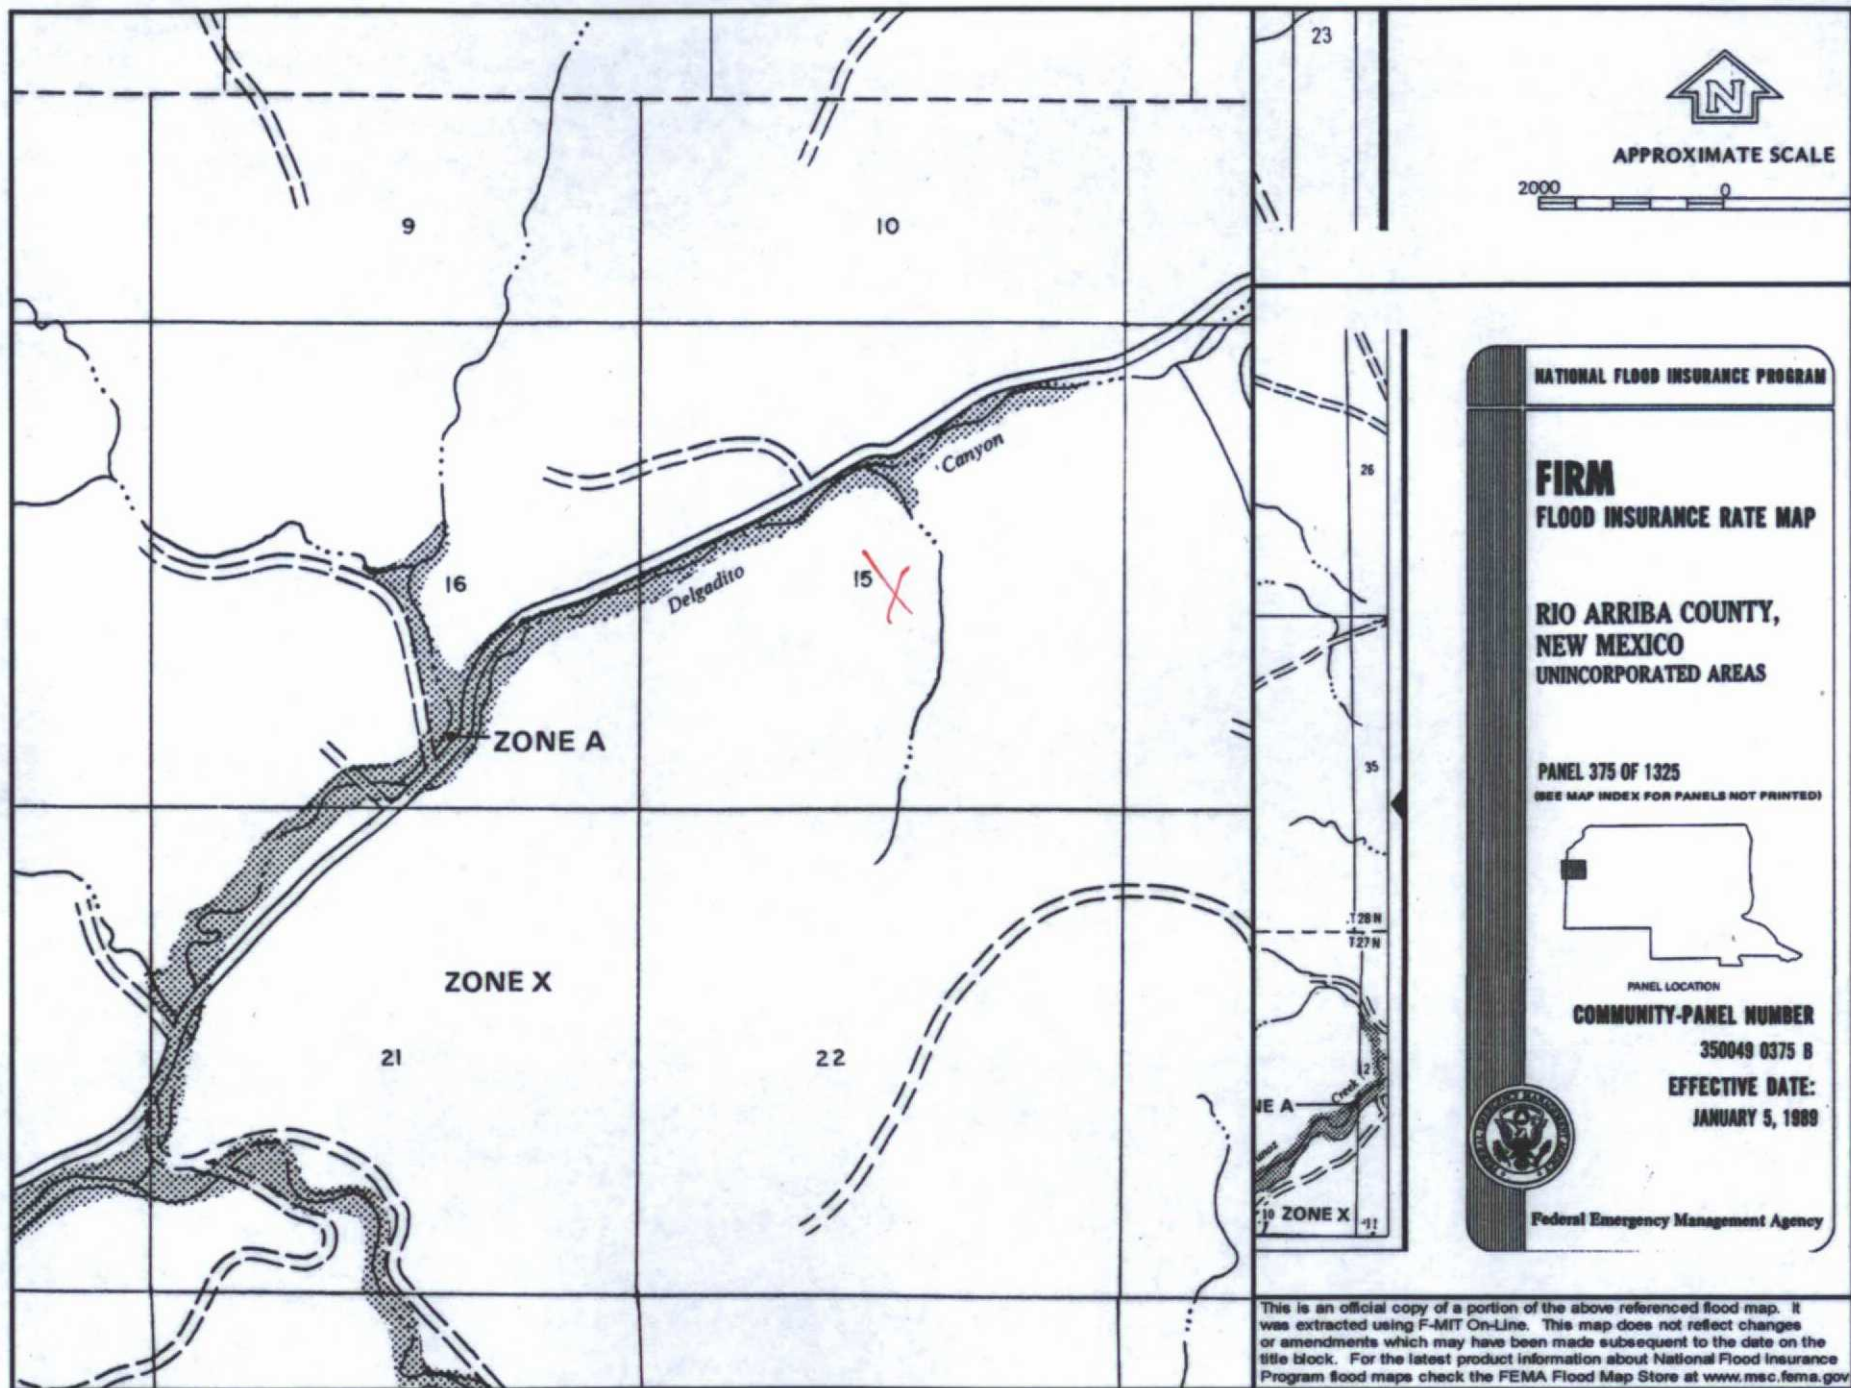 23
N
APPROXIMATE SCALE
2000 0
9
10
Canyon
Delgadito
15
16
ZONE A
ZONE X
21
22
26
35
T28N
T27N
Creek
2
NE A
10
ZONE X
11
NATIONAL FLOOD INSURANCE PROGRAM
FIRM
FLOOD INSURANCE RATE MAP
RIO ARRIBA COUNTY,
NEW MEXICO
UNINCORPORATED AREAS
PANEL 375 OF 1325
(SEE MAP INDEX FOR PANELS NOT PRINTED)
PANEL LOCATION
COMMUNITY-PANEL NUMBER
350049 0375 B
EFFECTIVE DATE:
JANUARY 5, 1989
Federal Emergency Management Agency
This is an official copy of a portion of the above referenced flood map. It
was extracted using F-MIT On-Line. This map does not reflect changes
or amendments which may have been made subsequent to the date on the
title block. For the latest product information about National Flood Insurance
Program flood maps check the FEMA Flood Map Store at www.msc.fema.gov